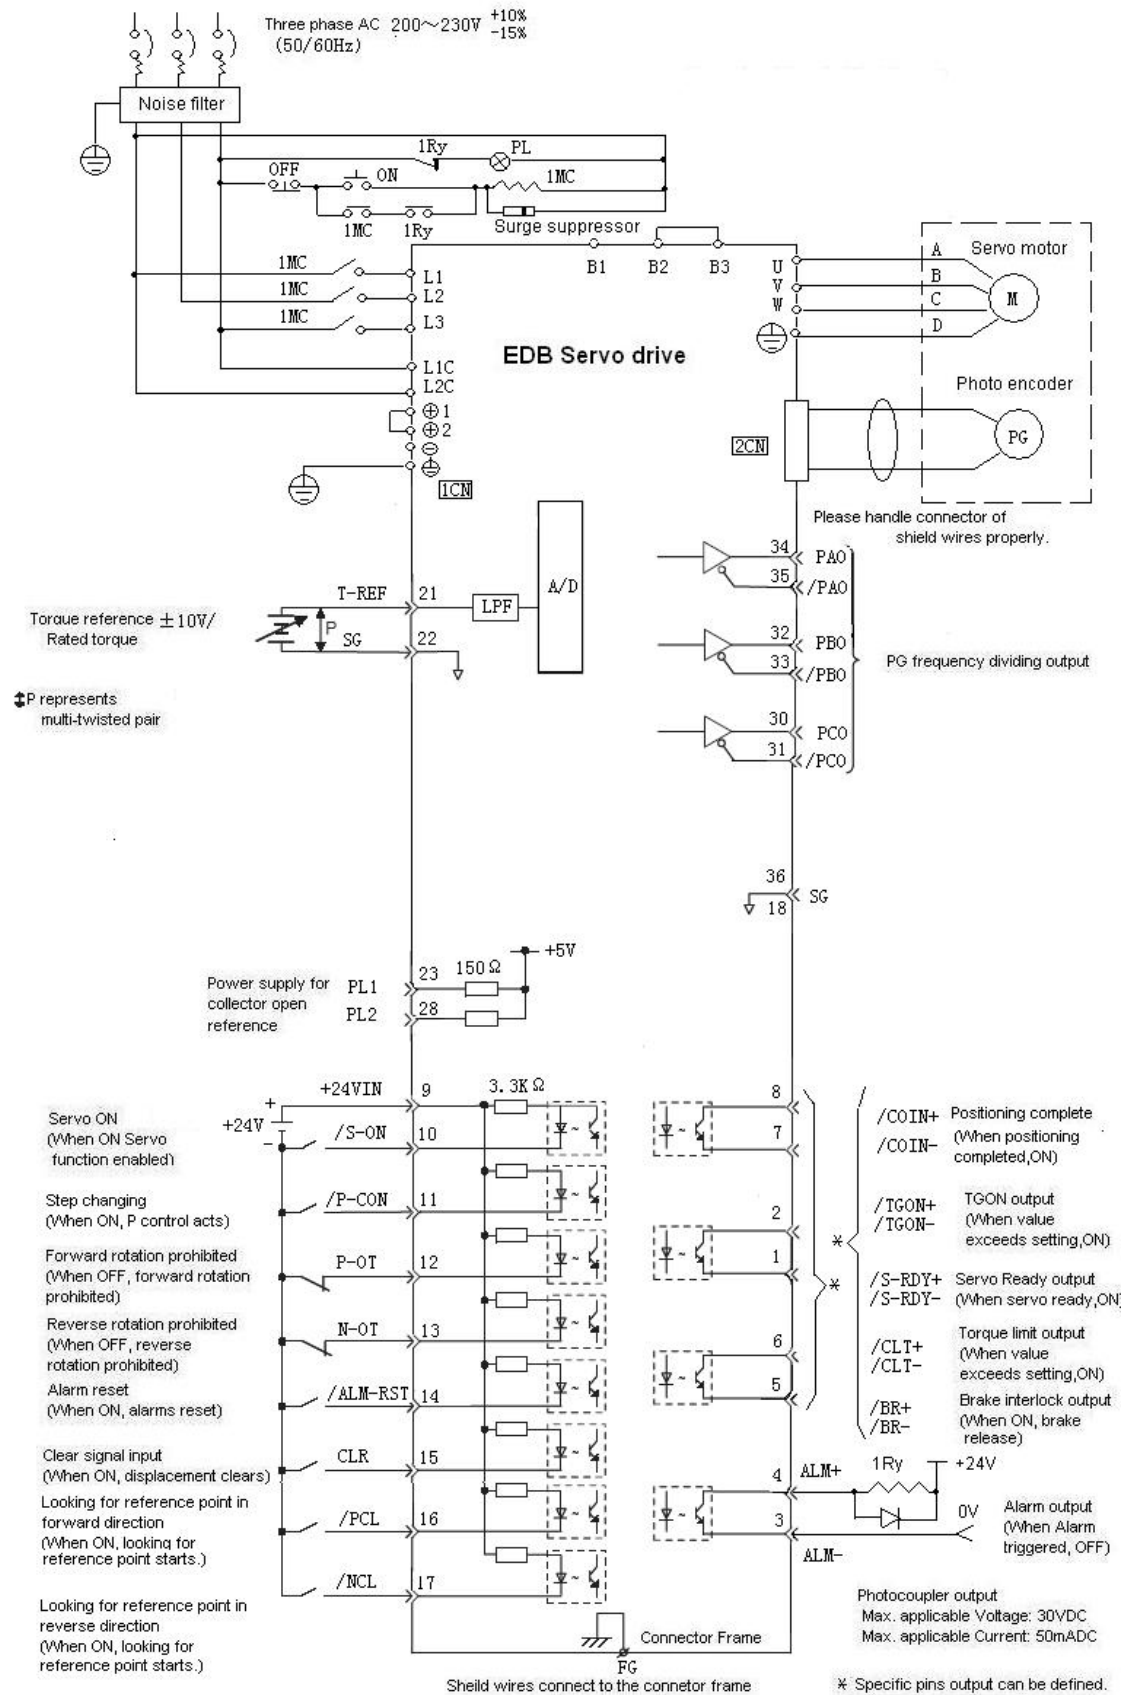 Three phase AC 200～230V +10% -15%
(50/60Hz)
Noise filter
1Ry
PL
OFF
ON
1MC
1MC
1Ry
Surge suppressor
B1
B2
B3
1MC
L1
1MC
L2
1MC
L3
L1C
L2C
⊕1
⊕2
⊖
1CN
EDB Servo drive
U
V
W
A
B
C
D
Servo motor
M
Photo encoder
PG
2CN
Please handle connector of
shield wires properly.
Torque reference ±10V/
Rated torque
P
T-REF
21
SG
22
LPF
A/D
P represents
multi-twisted pair
34
PAO
35
/PAO
32
PBO
33
/PBO
30
PCO
31
/PCO
PG frequency dividing output
36
SG
18
Power supply for
collector open
reference
PL1
23
150Ω
+5V
PL2
28
+24VIN
9
3.3KΩ
+
+24V
−
Servo ON
(When ON Servo
function enabled)
/S-ON
10
Step changing
(When ON, P control acts)
/P-CON
11
Forward rotation prohibited
(When OFF, forward rotation
prohibited)
P-OT
12
Reverse rotation prohibited
(When OFF, reverse
rotation prohibited)
N-OT
13
Alarm reset
(When ON, alarms reset)
/ALM-RST
14
Clear signal input
(When ON, displacement clears)
CLR
15
Looking for reference point in
forward direction
(When ON, looking for
reference point starts.)
/PCL
16
Looking for reference point in
reverse direction
(When ON, looking for
reference point starts.)
/NCL
17
8
7
2
1
6
5
*
*
/COIN+
/COIN-
Positioning complete
(When positioning
completed,ON)
/TGON+
/TGON-
TGON output
(When value
exceeds setting,ON)
/S-RDY+
/S-RDY-
Servo Ready output
(When servo ready,ON)
/CLT+
/CLT-
Torque limit output
(When value
exceeds setting,ON)
/BR+
/BR-
Brake interlock output
(When ON, brake
release)
4
ALM+
1Ry
+24V
3
ALM-
0V
Alarm output
(When Alarm
triggered, OFF)
Photocoupler output
Max. applicable Voltage: 30VDC
Max. applicable Current: 50mADC
Connector Frame
FG
Sheild wires connect to the connetor frame
* Specific pins output can be defined.